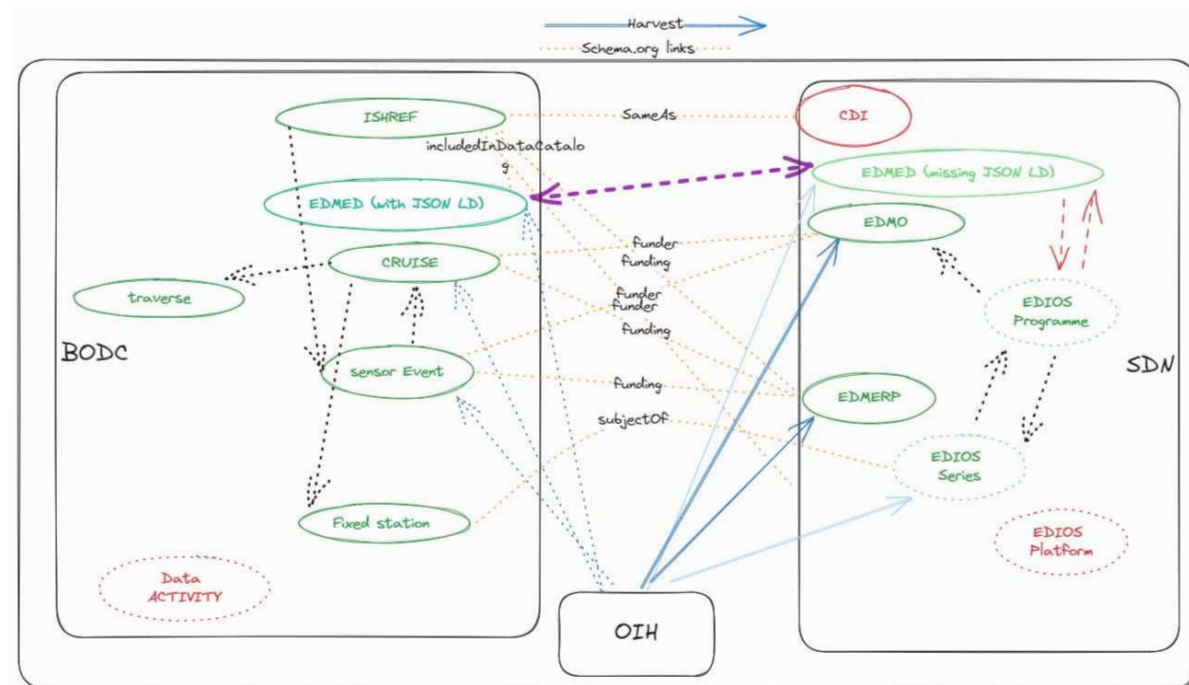 Harvest
Schema.org links
ISHREF
SameAs
CDI
includedInDataCatalo
g
EDMED (with JSON LD)
EDMED (missing JSON LD)
EDMO
CRUISE
funder
funding
traverse
funder
funder
EDIOS
Programme
funding
BODC
SDN
sensor Event
funding
EDMERP
subjectOf
EDIOS
Series
Fixed station
EDIOS
Platform
Data
ACTIVITY
OIH